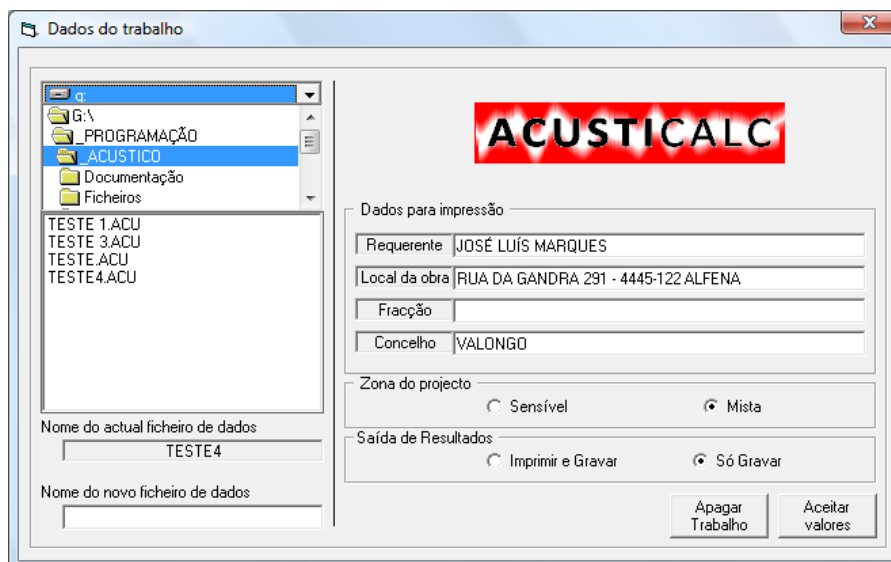 Dados do trabalho
g:
G:\
_PROGRAMAÇÃO
_ACUSTICO
Documentação
Ficheiros
TESTE 1.ACU
TESTE 3.ACU
TESTE.ACU
TESTE4.ACU
Nome do actual ficheiro de dados
TESTE4
Nome do novo ficheiro de dados
ACUSTICALC
Dados para impressão
Requerente JOSÉ LUÍS MARQUES
Local da obra RUA DA GANDRA 291 - 4445-122 ALFENA
Fracção
Concelho VALONGO
Zona do projecto
Sensível Mista
Saída de Resultados
Imprimir e Gravar Só Gravar
Apagar Trabalho
Aceitar valores